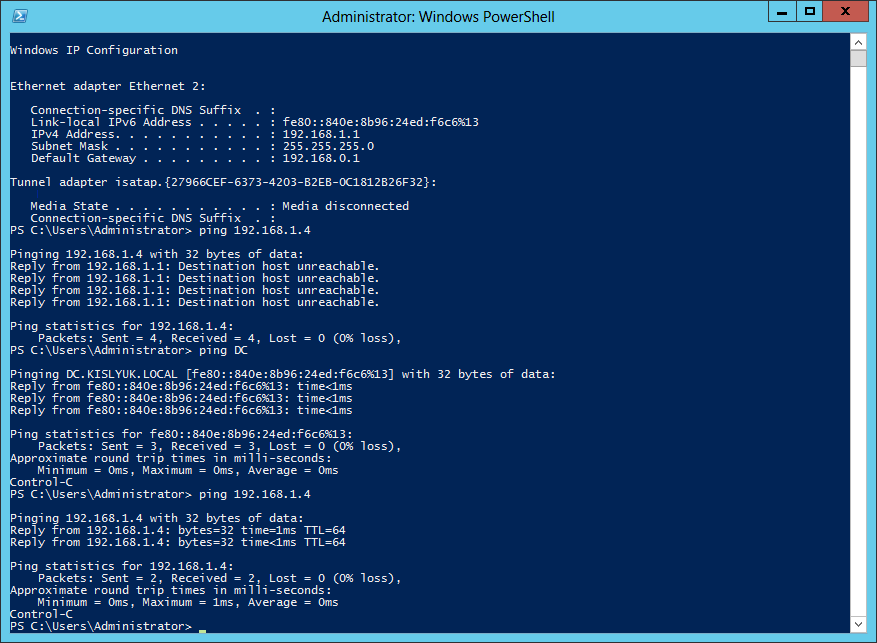 Administrator: Windows PowerShell
Windows IP Configuration
Ethernet adapter Ethernet 2:
   Connection-specific DNS Suffix  . :
   Link-local IPv6 Address . . . . . : fe80::840e:8b96:24ed:f6c6%13
   IPv4 Address. . . . . . . . . . . : 192.168.1.1
   Subnet Mask . . . . . . . . . . . : 255.255.255.0
   Default Gateway . . . . . . . . . : 192.168.0.1
Tunnel adapter isatap.{27966CEF-6373-4203-B2EB-0C1812B26F32}:
   Media State . . . . . . . . . . . : Media disconnected
   Connection-specific DNS Suffix  . :
PS C:\Users\Administrator> ping 192.168.1.4
Pinging 192.168.1.4 with 32 bytes of data:
Reply from 192.168.1.1: Destination host unreachable.
Reply from 192.168.1.1: Destination host unreachable.
Reply from 192.168.1.1: Destination host unreachable.
Reply from 192.168.1.1: Destination host unreachable.
Ping statistics for 192.168.1.4:
    Packets: Sent = 4, Received = 4, Lost = 0 (0% loss),
PS C:\Users\Administrator> ping DC
Pinging DC.KISLYUK.LOCAL [fe80::840e:8b96:24ed:f6c6%13] with 32 bytes of data:
Reply from fe80::840e:8b96:24ed:f6c6%13: time<1ms
Reply from fe80::840e:8b96:24ed:f6c6%13: time<1ms
Reply from fe80::840e:8b96:24ed:f6c6%13: time<1ms
Ping statistics for fe80::840e:8b96:24ed:f6c6%13:
    Packets: Sent = 3, Received = 3, Lost = 0 (0% loss),
Approximate round trip times in milli-seconds:
    Minimum = 0ms, Maximum = 0ms, Average = 0ms
Control-C
PS C:\Users\Administrator> ping 192.168.1.4
Pinging 192.168.1.4 with 32 bytes of data:
Reply from 192.168.1.4: bytes=32 time=1ms TTL=64
Reply from 192.168.1.4: bytes=32 time<1ms TTL=64
Ping statistics for 192.168.1.4:
    Packets: Sent = 2, Received = 2, Lost = 0 (0% loss),
Approximate round trip times in milli-seconds:
    Minimum = 0ms, Maximum = 1ms, Average = 0ms
Control-C
PS C:\Users\Administrator> _